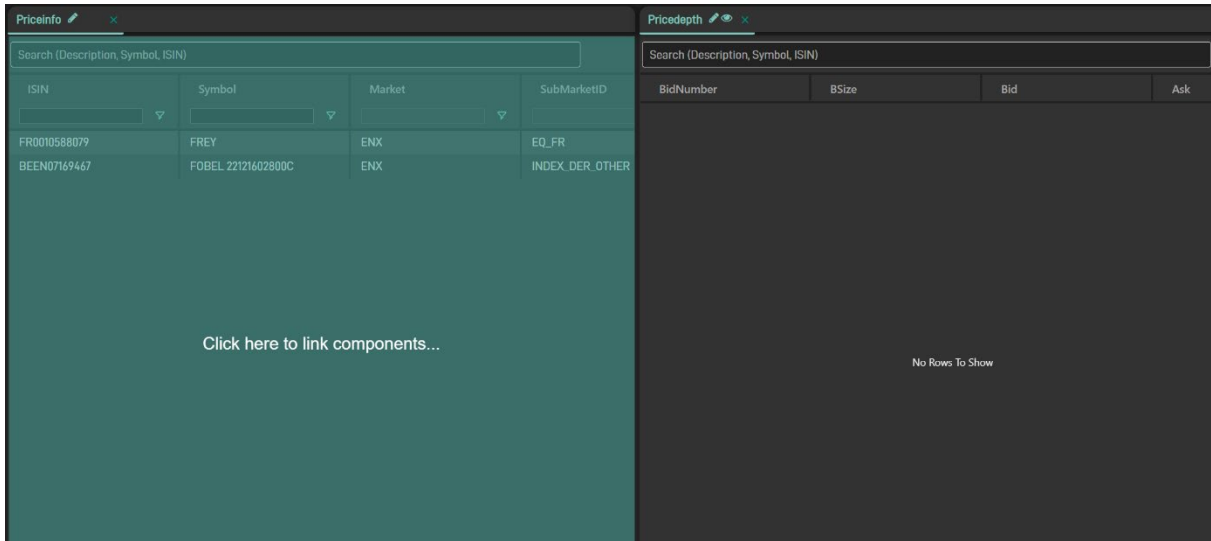 Priceinfo
Search (Description, Symbol, ISIN)
ISIN Symbol Market SubMarketID
FR0010588079 FREY ENX EQ_FR
BEEN07169467 FOBEL 22121602800C ENX INDEX_DER_OTHER
Click here to link components...
Pricedepth
Search (Description, Symbol, ISIN)
BidNumber BSize Bid Ask
No Rows To Show